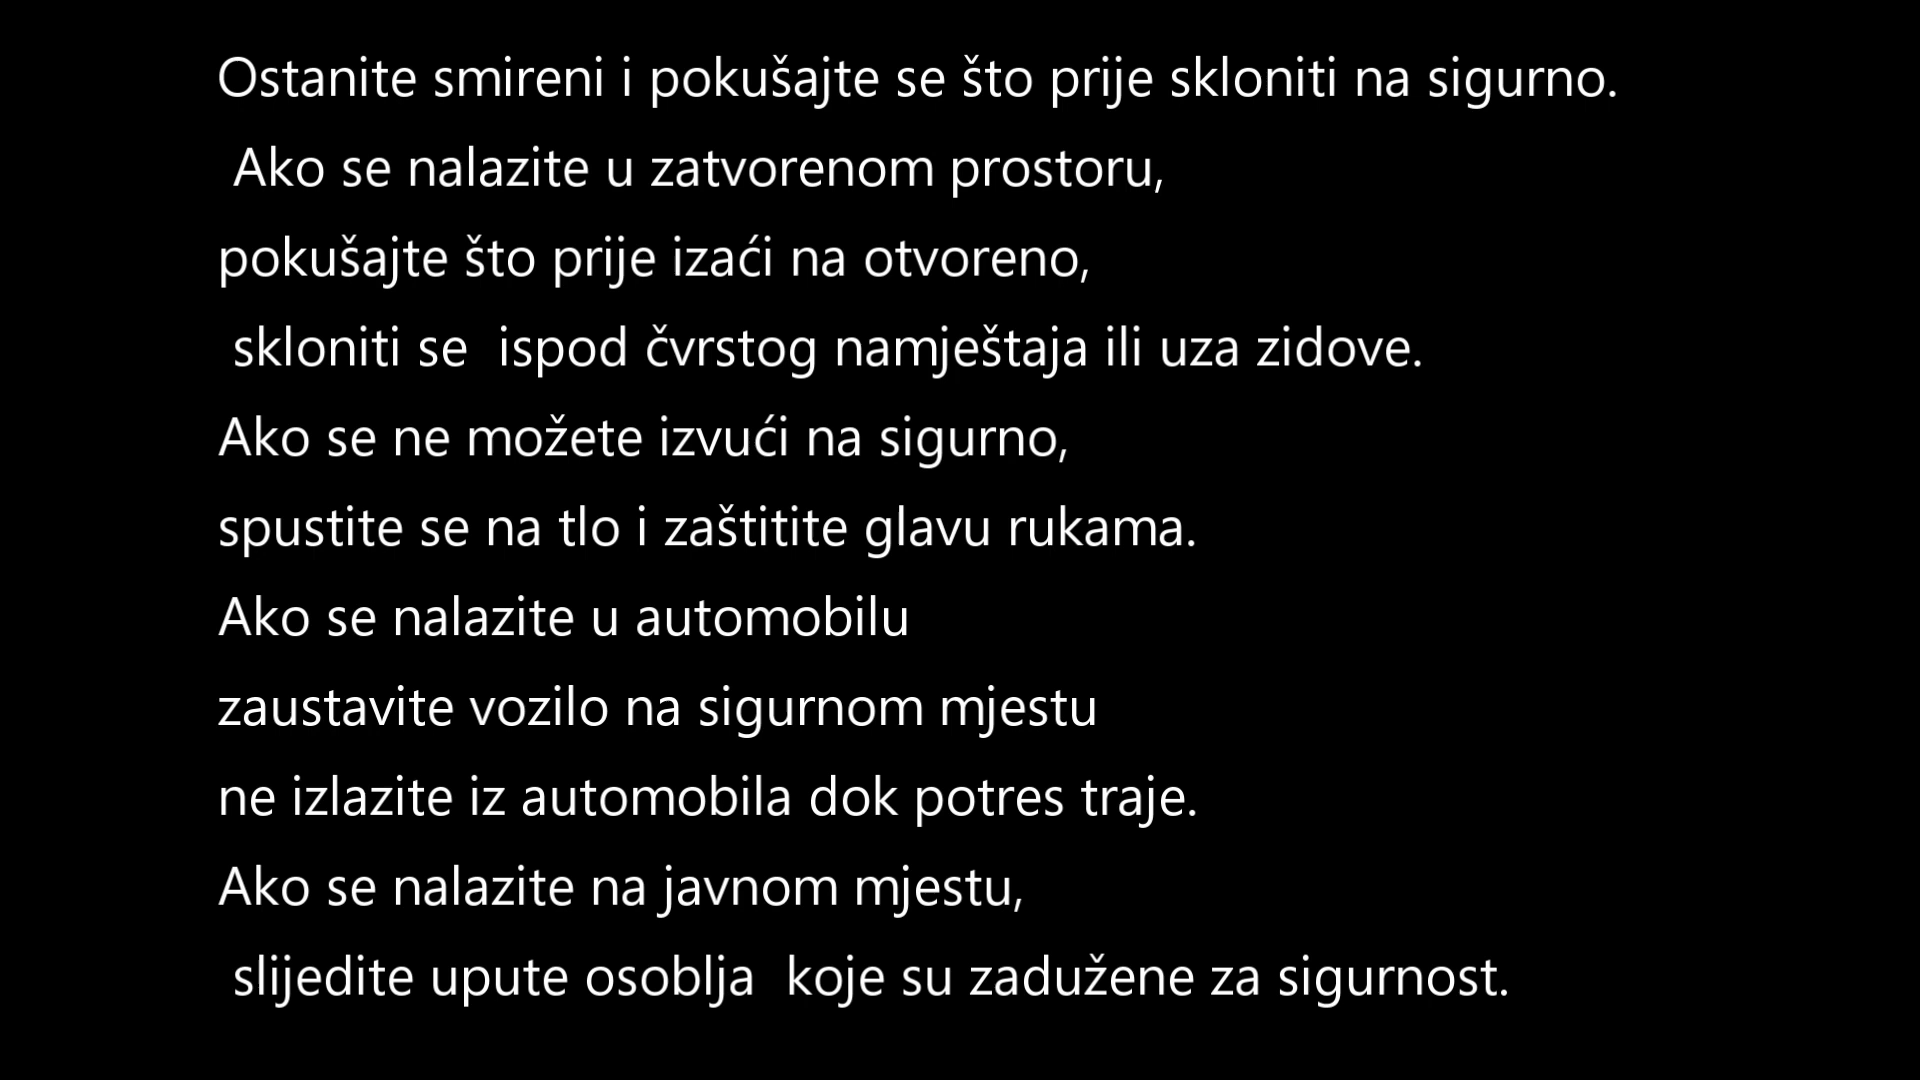 Ostanite smireni i pokušajte se što prije skloniti na sigurno.
Ako se nalazite u zatvorenom prostoru,
pokušajte što prije izaći na otvoreno,
skloniti se  ispod čvrstog namještaja ili uza zidove.
Ako se ne možete izvući na sigurno,
spustite se na tlo i zaštitite glavu rukama.
Ako se nalazite u automobilu
zaustavite vozilo na sigurnom mjestu
ne izlazite iz automobila dok potres traje.
Ako se nalazite na javnom mjestu,
slijedite upute osoblja  koje su zadužene za sigurnost.